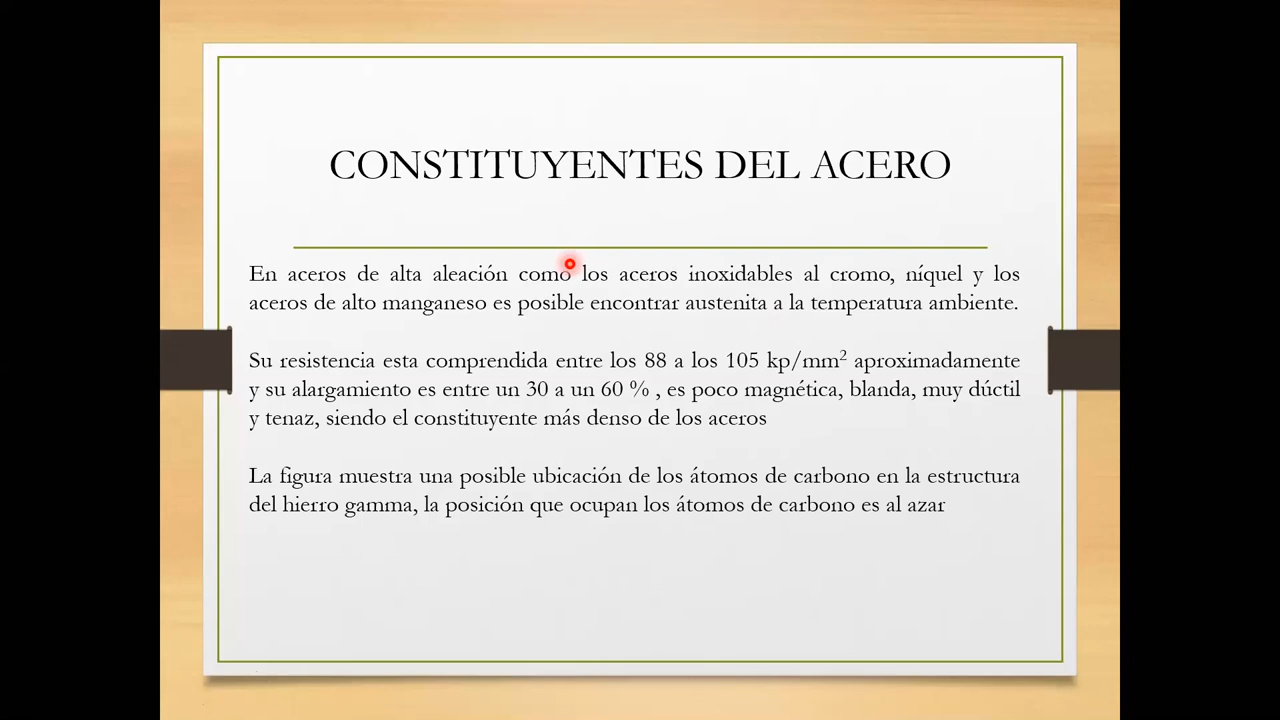 CONSTITUYENTES DEL ACERO
En aceros de alta aleación como los aceros inoxidables al cromo, níquel y los
aceros de alto manganeso es posible encontrar austenita a la temperatura ambiente.
Su resistencia esta comprendida entre los 88 a los 105 kp/mm² aproximadamente
y su alargamiento es entre un 30 a un 60 % , es poco magnética, blanda, muy dúctil
y tenaz, siendo el constituyente más denso de los aceros
La figura muestra una posible ubicación de los átomos de carbono en la estructura
del hierro gamma, la posición que ocupan los átomos de carbono es al azar